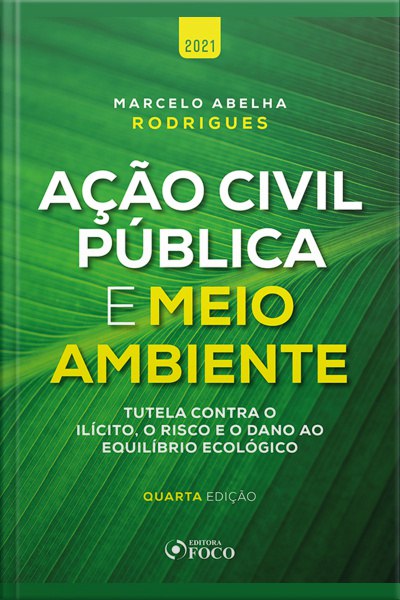 2021
MARCELO ABELHA
RODRIGUES
AÇÃO CIVIL
PÚBLICA
E MEIO
AMBIENTE
TUTELA CONTRA O
ILÍCITO, O RISCO E O DANO AO
EQUILÍBRIO ECOLÓGICO
QUARTA EDIÇÃO
EDITORA
FOCO